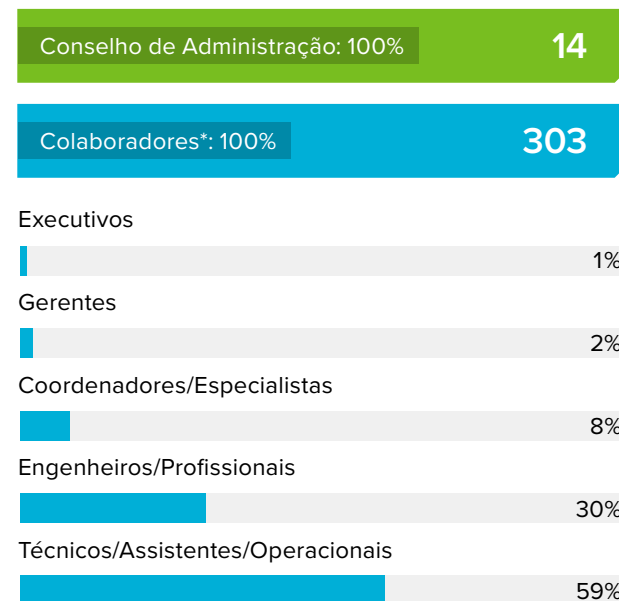 Conselho de Administração: 100% 14
Colaboradores*: 100% 303
Executivos
1%
Gerentes
2%
Coordenadores/Especialistas
8%
Engenheiros/Profissionais
30%
Técnicos/Assistentes/Operacionais
59%